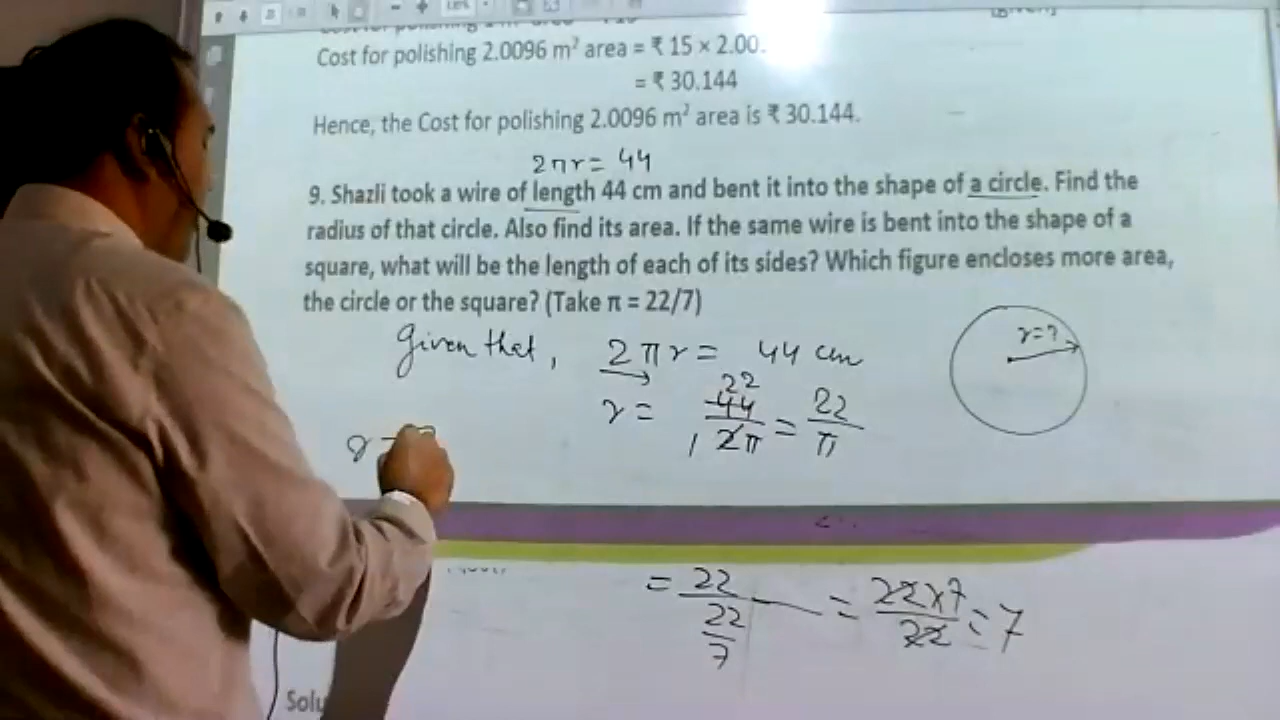 Cost for polishing 2.0096 m² area = ₹ 15 × 2.00
= ₹ 30.144
Hence, the Cost for polishing 2.0096 m² area is ₹ 30.144.
2πr = 44
9. Shazli took a wire of length 44 cm and bent it into the shape of a circle. Find the
radius of that circle. Also find its area. If the same wire is bent into the shape of a
square, what will be the length of each of its sides? Which figure encloses more area,
the circle or the square? (Take π = 22/7)
r=?
Given that, 2πr = 44 cm
22
r = 44/2π = 22/π
1
= 22/22/7 = 22x7/22 = 7
Solu